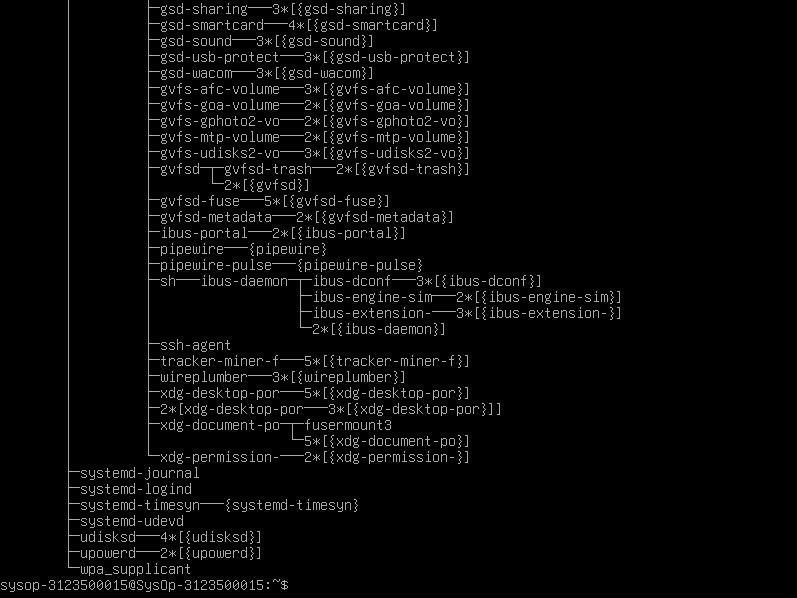 ├─gsd-sharing───3*[{gsd-sharing}]
├─gsd-smartcard───4*[{gsd-smartcard}]
├─gsd-sound───3*[{gsd-sound}]
├─gsd-usb-protect───3*[{gsd-usb-protect}]
├─gsd-wacom───3*[{gsd-wacom}]
├─gvfs-afc-volume───3*[{gvfs-afc-volume}]
├─gvfs-goa-volume───2*[{gvfs-goa-volume}]
├─gvfs-gphoto2-vo───2*[{gvfs-gphoto2-vo}]
├─gvfs-mtp-volume───2*[{gvfs-mtp-volume}]
├─gvfs-udisks2-vo───3*[{gvfs-udisks2-vo}]
├─gvfsd─┬─gvfsd-trash───2*[{gvfsd-trash}]
│       └─2*[{gvfsd}]
├─gvfsd-fuse───5*[{gvfsd-fuse}]
├─gvfsd-metadata───2*[{gvfsd-metadata}]
├─ibus-portal───2*[{ibus-portal}]
├─pipewire───{pipewire}
├─pipewire-pulse───{pipewire-pulse}
├─sh───ibus-daemon─┬─ibus-dconf───3*[{ibus-dconf}]
│                  ├─ibus-engine-sim───2*[{ibus-engine-sim}]
│                  ├─ibus-extension-───3*[{ibus-extension-}]
│                  └─2*[{ibus-daemon}]
├─ssh-agent
├─tracker-miner-f───5*[{tracker-miner-f}]
├─wireplumber───3*[{wireplumber}]
├─xdg-desktop-por───5*[{xdg-desktop-por}]
├─2*[xdg-desktop-por───3*[{xdg-desktop-por}]]
├─xdg-document-po─┬─fusermount3
│                 └─5*[{xdg-document-po}]
└─xdg-permission-───2*[{xdg-permission-}]
├─systemd-journal
├─systemd-logind
├─systemd-timesyn───{systemd-timesyn}
├─systemd-udevd
├─udisksd───4*[{udisksd}]
├─upowerd───2*[{upowerd}]
└─wpa_supplicant
sysop-3123500015@SysOp-3123500015:~$